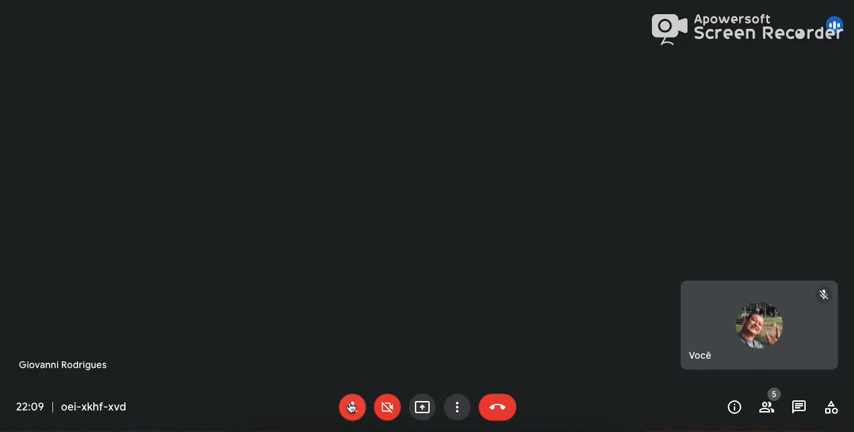 Apowersoft
Screen Recorder
Você
Giovanni Rodrigues
22:09 | oei-xkhf-xvd
5